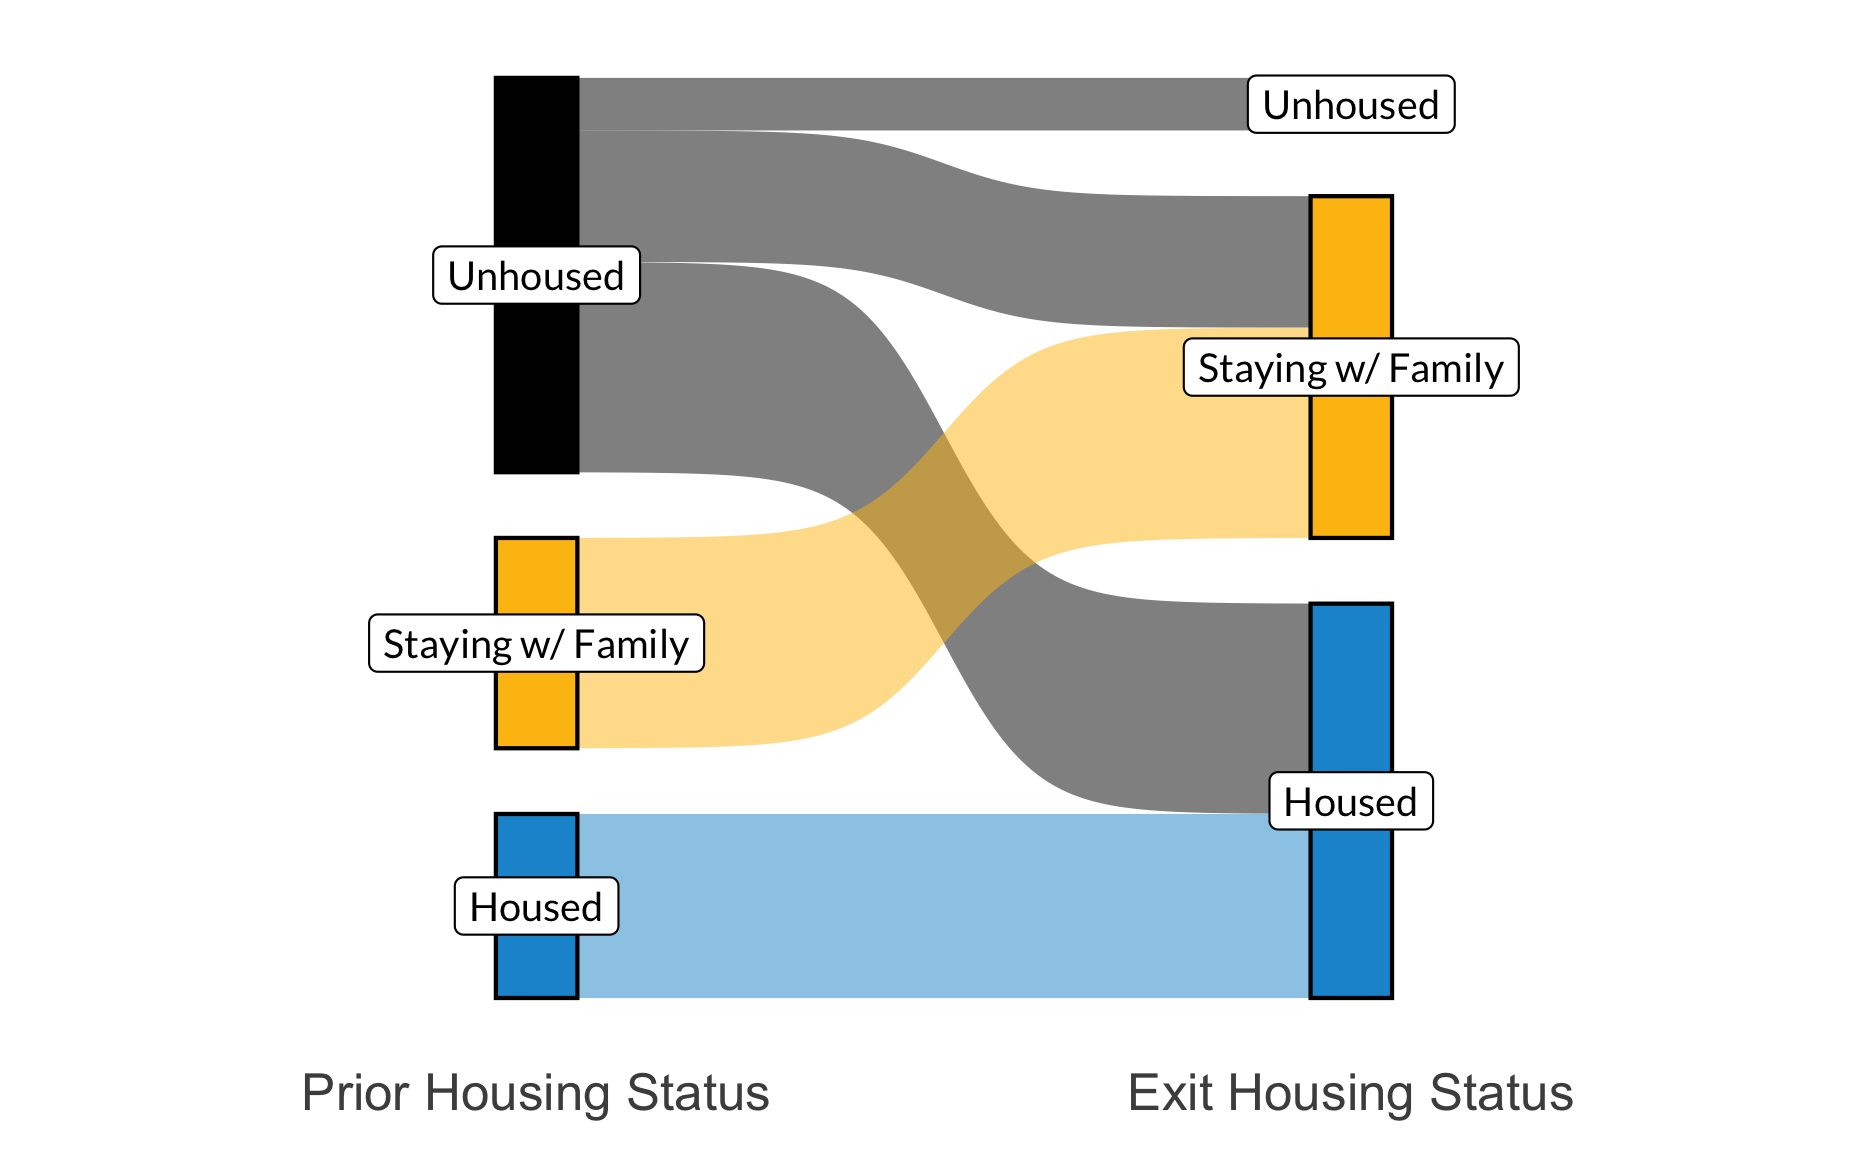 Unhoused
Unhoused
Staying w/ Family
Staying w/ Family
Housed
Housed
Prior Housing Status
Exit Housing Status